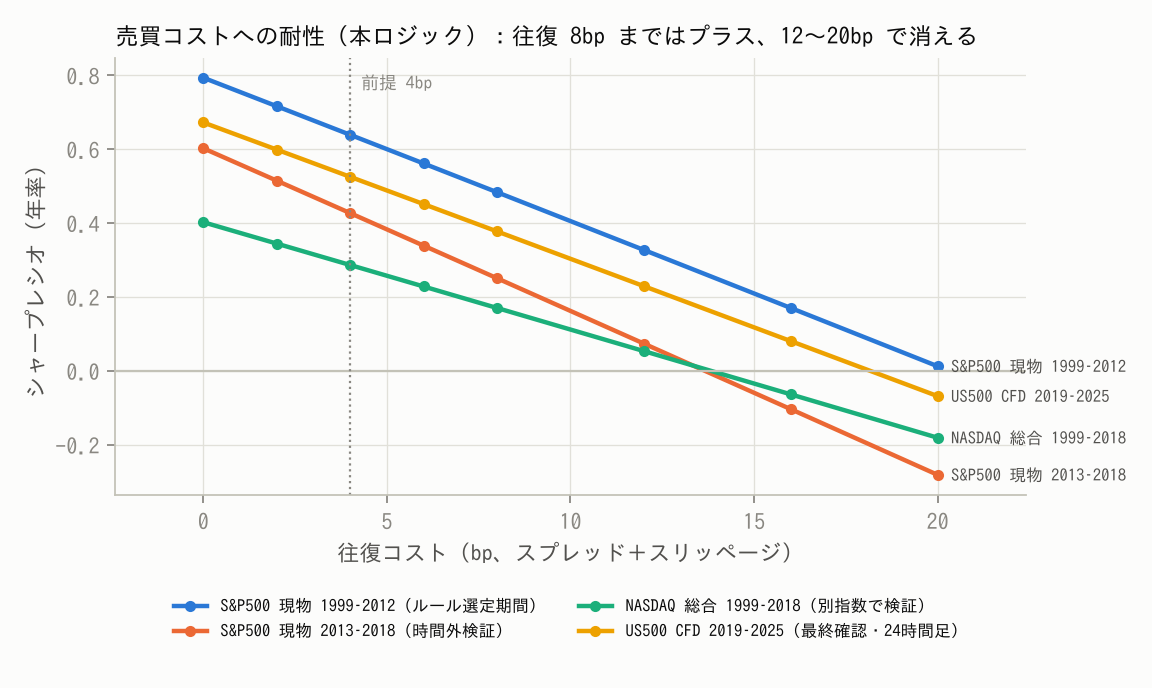 売買コストへの耐性（本ロジック）：往復 8bp まではプラス、12〜20bp で消える
前提 4bp
0.8
0.6
0.4
0.2
0.0
−0.2
シャープレシオ（年率）
S&P500 現物 1999-2012
US500 CFD 2019-2025
NASDAQ 総合 1999-2018
S&P500 現物 2013-2018
0 5 10 15 20
往復コスト（bp、スプレッド＋スリッページ）
S&P500 現物 1999-2012（ルール選定期間）
S&P500 現物 2013-2018（時間外検証）
NASDAQ 総合 1999-2018（別指数で検証）
US500 CFD 2019-2025（最終確認・24時間足）